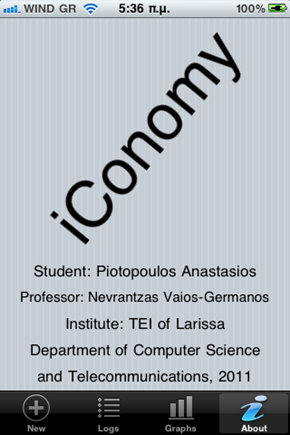 WIND GR 5:36 π.μ. 100%
iConomy
Student: Piotopoulos Anastasios
Professor: Nevrantzas Vaios-Germanos
Institute: TEI of Larissa
Department of Computer Science
and Telecommunications, 2011
New Logs Graphs About